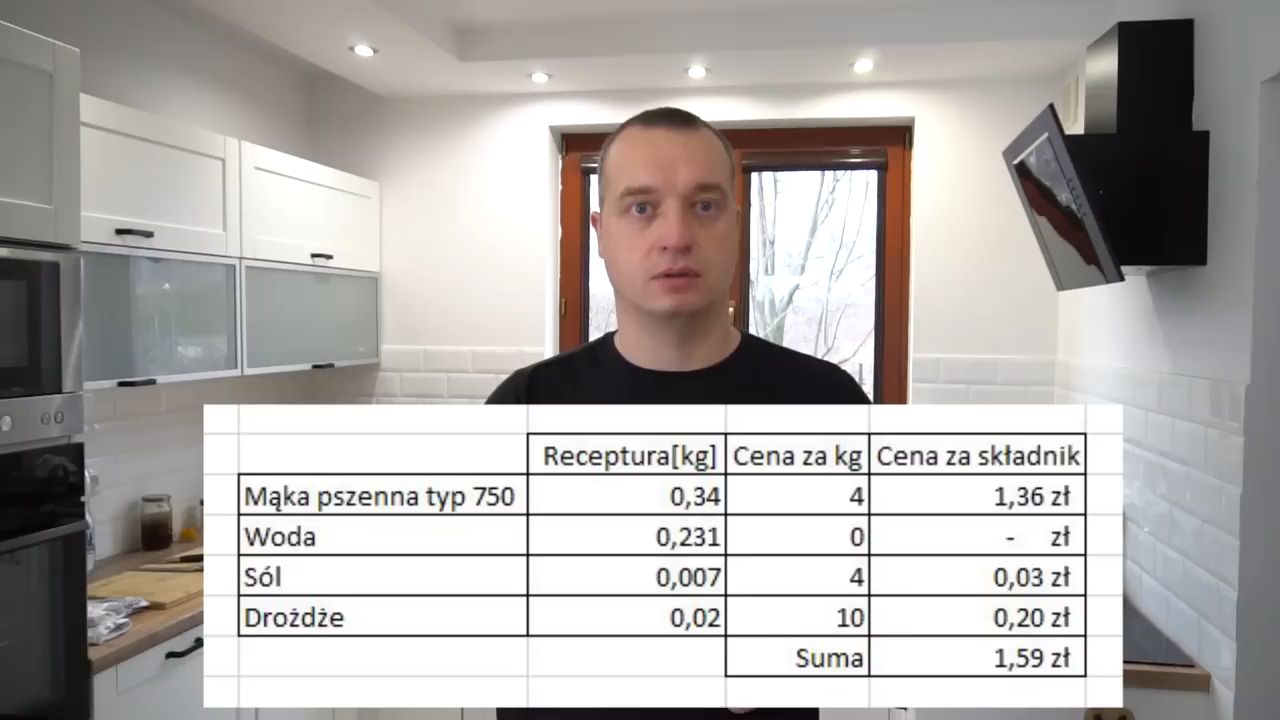 Receptura[kg] Cena za kg Cena za składnik
Mąka pszenna typ 750 0,34 4 1,36 zł
Woda 0,231 0 - zł
Sól 0,007 4 0,03 zł
Drożdże 0,02 10 0,20 zł
Suma 1,59 zł